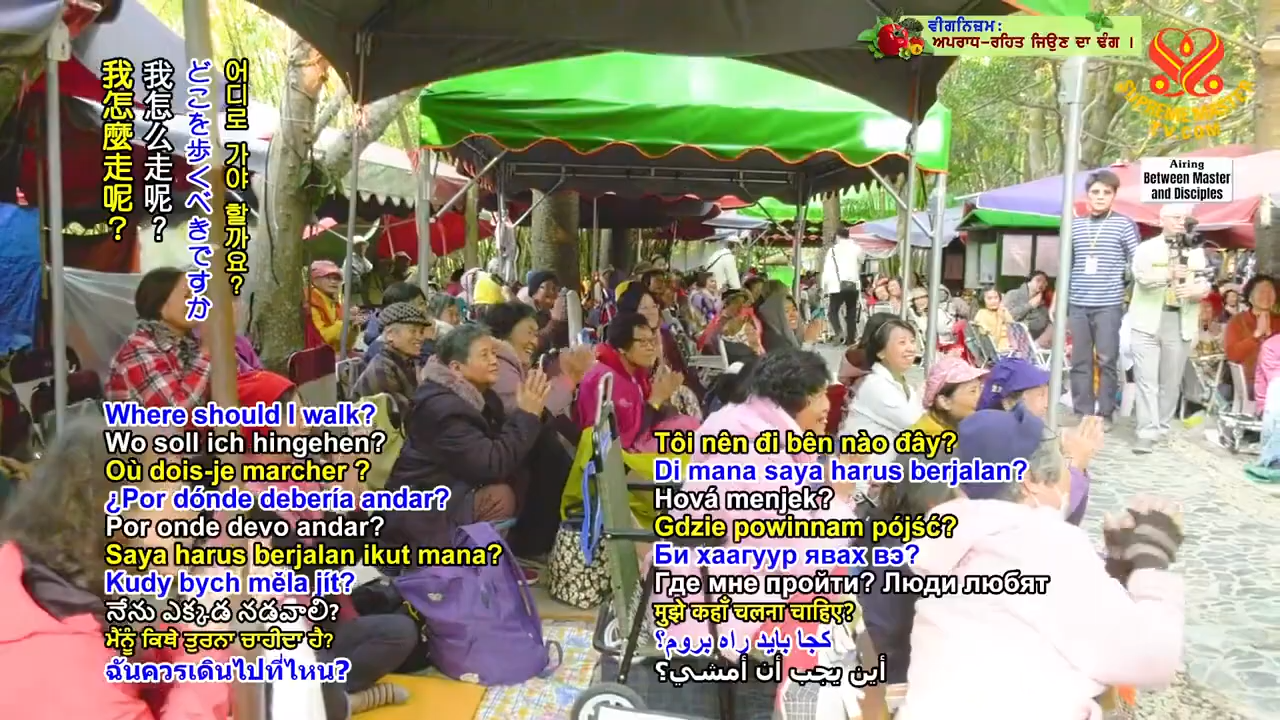 ਵੀਗਨਿਜ਼ਮ:
ਅਪਰਾਧ-ਰਹਿਤ ਜਿਉਣ ਦਾ ਢੰਗ ।
SUPREME MASTER
TV.COM
Airing
Between Master
and Disciples
어디로 가야 할까요?
どこを歩くべきですか
我怎么走呢?
我怎麼走呢?
Where should I walk?
Wo soll ich hingehen?
Où dois-je marcher ?
¿Por dónde debería andar?
Por onde devo andar?
Saya harus berjalan ikut mana?
Kudy bych měla jít?
నేను ఎక్కడ నడవాలి?
ਮੈਨੂੰ ਕਿਥੇ ਤੁਰਨਾ ਚਾਹੀਦਾ ਹੈ?
ฉันควรเดินไปที่ไหน?
Tôi nên đi bên nào đây?
Di mana saya harus berjalan?
Hová menjek?
Gdzie powinnam pójść?
Би хаагуур явах вэ?
Где мне пройти? Люди любят
मुझे कहाँ चलना चाहिए?
کجا باید راه بروم؟
أين يجب أن أمشي؟